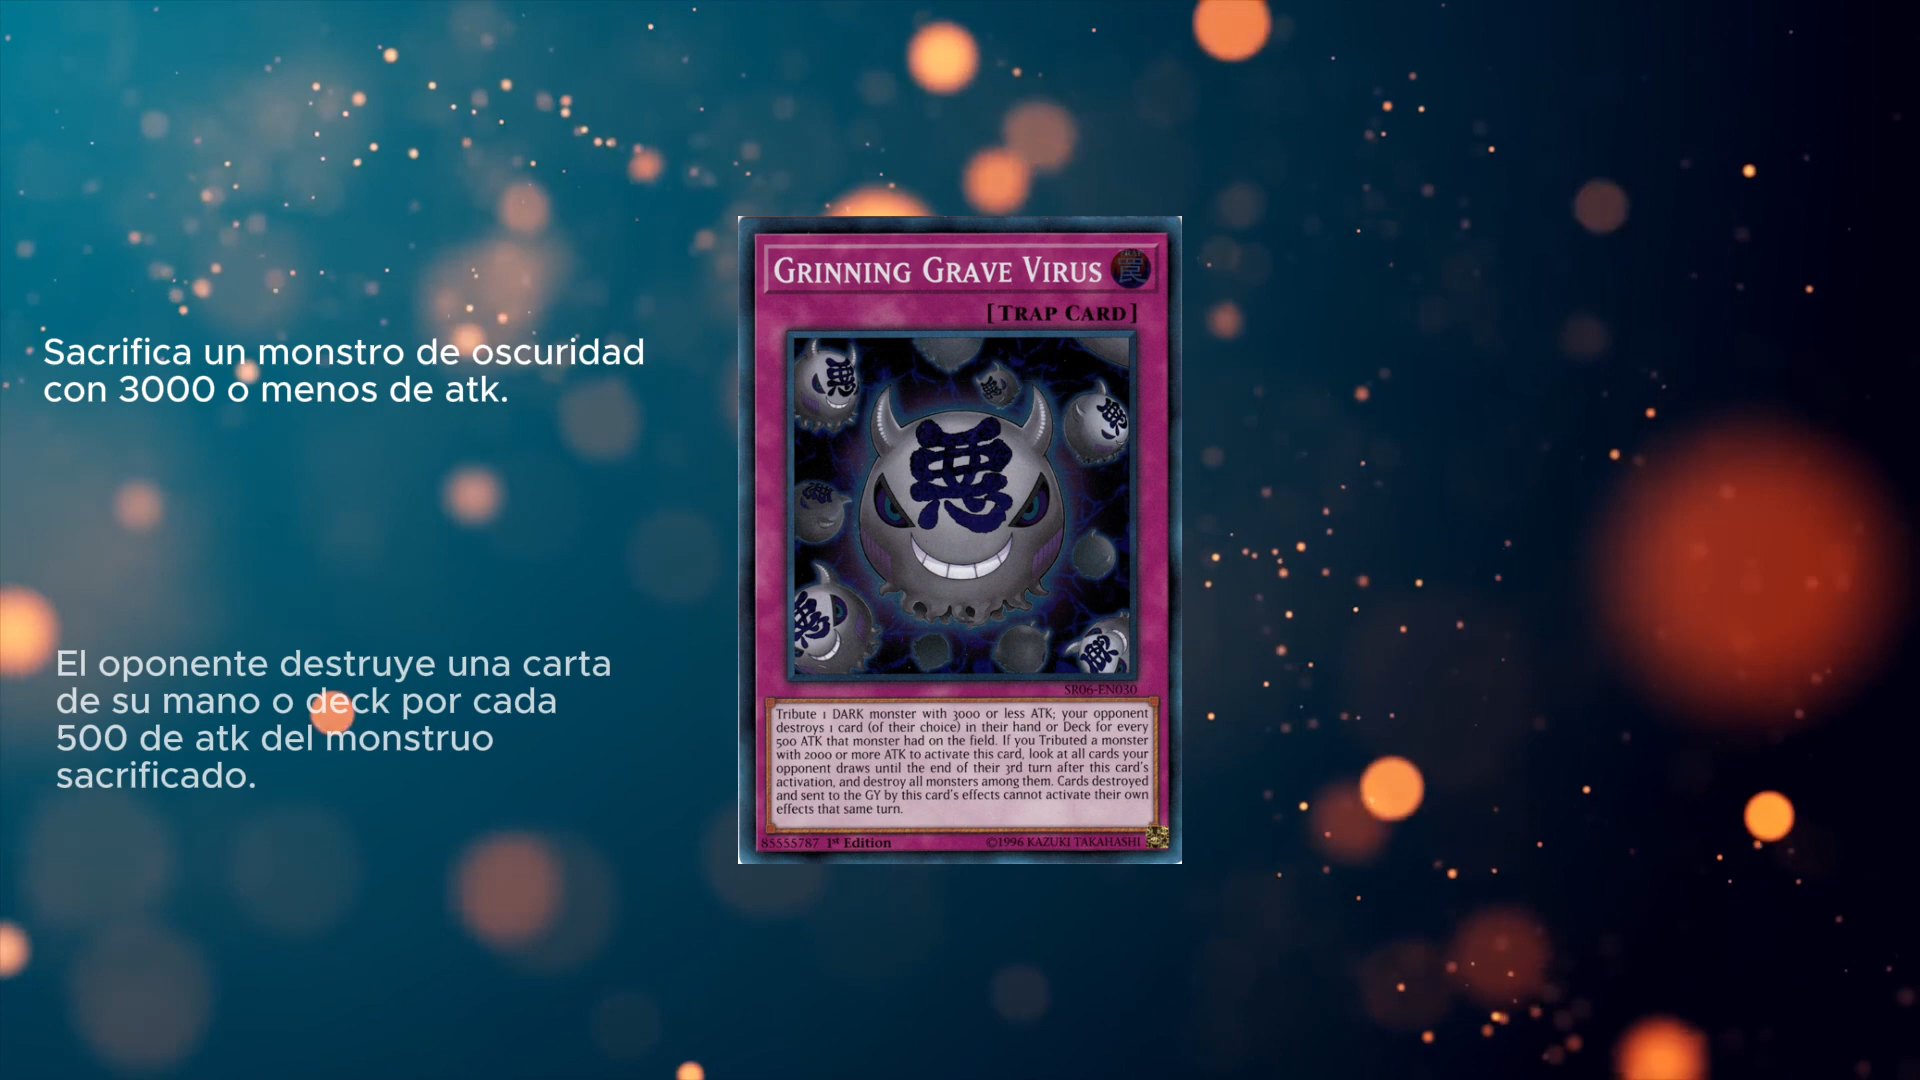 Sacrifica un monstro de oscuridad
con 3000 o menos de atk.
El oponente destruye una carta
de su mano o deck por cada
500 de atk del monstruo
sacrificado.
GRINNING GRAVE VIRUS
罠
[TRAP CARD]
悪
SR06-EN030
Tribute 1 DARK monster with 3000 or less ATK; your opponent
destroys 1 card (of their choice) in their hand or Deck for every
500 ATK that monster had on the field. If you Tributed a monster
with 2000 or more ATK to activate this card, look at all cards your
opponent draws until the end of their 3rd turn after this card's
activation, and destroy all monsters among them. Cards destroyed
and sent to the GY by this card's effects cannot activate their own
effects that same turn.
85555787 1st Edition
©1996 KAZUKI TAKAHASHI